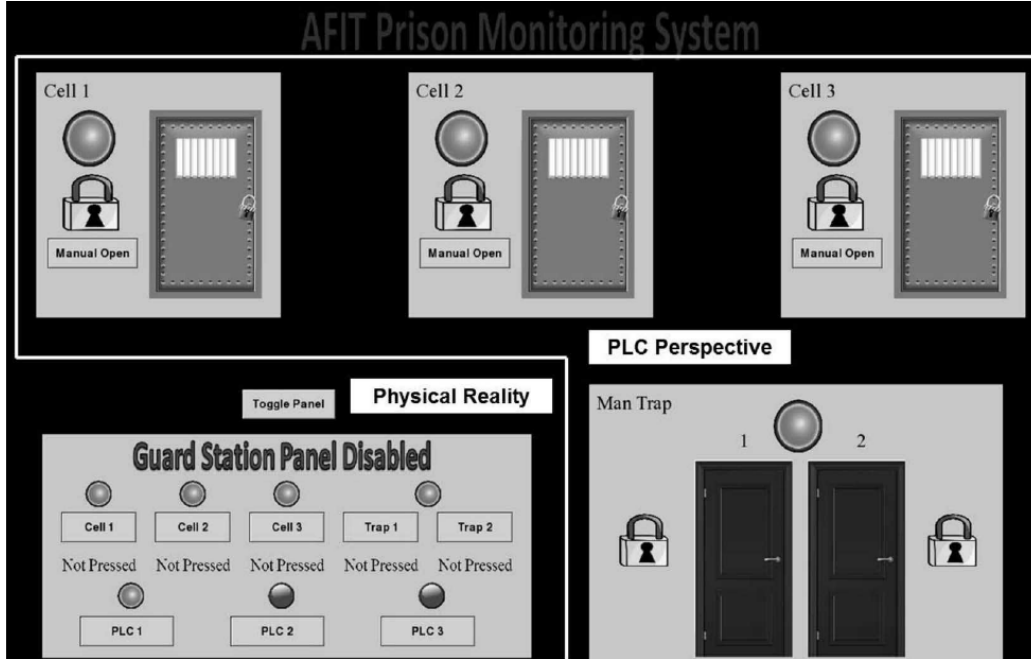 AFIT Prison Monitoring System
Cell 1
Manual Open
Cell 2
Manual Open
Cell 3
Manual Open
PLC Perspective
Toggle Panel
Physical Reality
Guard Station Panel Disabled
Cell 1 Cell 2 Cell 3 Trap 1 Trap 2
Not Pressed Not Pressed Not Pressed Not Pressed Not Pressed
PLC 1 PLC 2 PLC 3
Man Trap
1 2